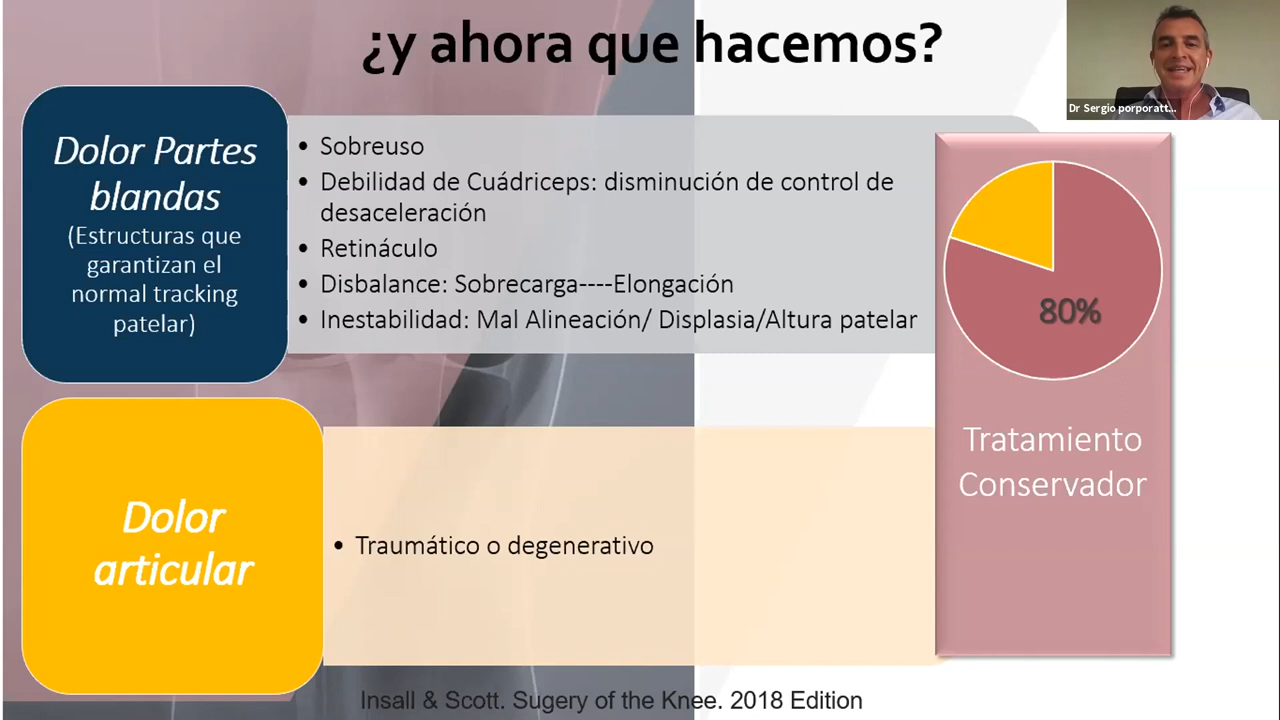 ¿y ahora que hacemos?
Dr Sergio porporatt...
Dolor Partes
blandas
(Estructuras que
garantizan el
normal tracking
patelar)
• Sobreuso
• Debilidad de Cuádriceps: disminución de control de
desaceleración
• Retináculo
• Disbalance: Sobrecarga----Elongación
• Inestabilidad: Mal Alineación/ Displasia/Altura patelar
80%
Tratamiento
Conservador
Dolor
articular
• Traumático o degenerativo
Insall & Scott. Sugery of the Knee. 2018 Edition